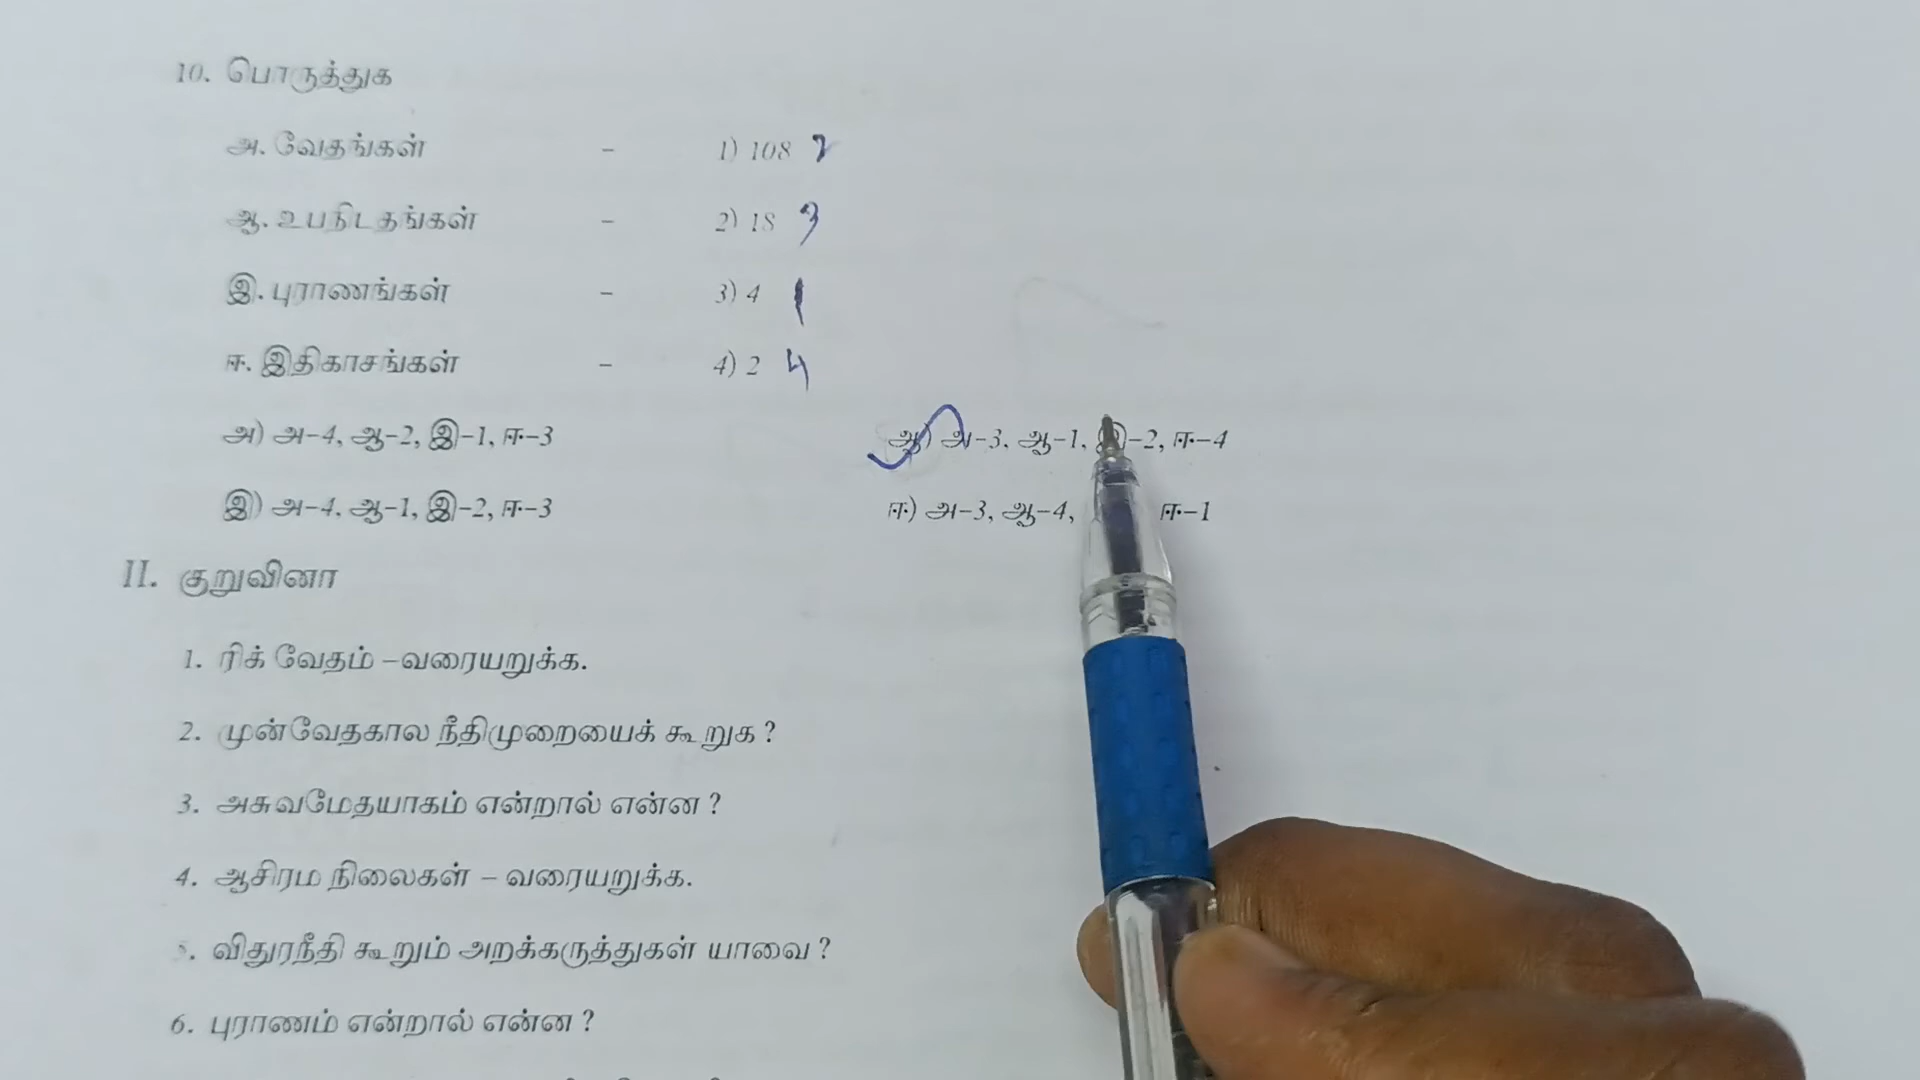 10. பொருத்துக
அ. வேதங்கள் – 1) 108 2
ஆ. உபநிடதங்கள் – 2) 18 3
இ. புராணங்கள் – 3) 4 1
ஈ. இதிகாசங்கள் – 4) 2 4
அ) அ–4, ஆ–2, இ–1, ஈ–3 ஆ) அ–3, ஆ–1, இ–2, ஈ–4
இ) அ–4, ஆ–1, இ–2, ஈ–3 ஈ) அ–3, ஆ–4, ஈ–1
II. குறுவினா
1. ரிக் வேதம் –வரையறுக்க.
2. முன்வேதகால நீதிமுறையைக் கூறுக ?
3. அசுவமேதயாகம் என்றால் என்ன ?
4. ஆசிரம நிலைகள் – வரையறுக்க.
5. விதுரநீதி கூறும் அறக்கருத்துகள் யாவை ?
6. புராணம் என்றால் என்ன ?